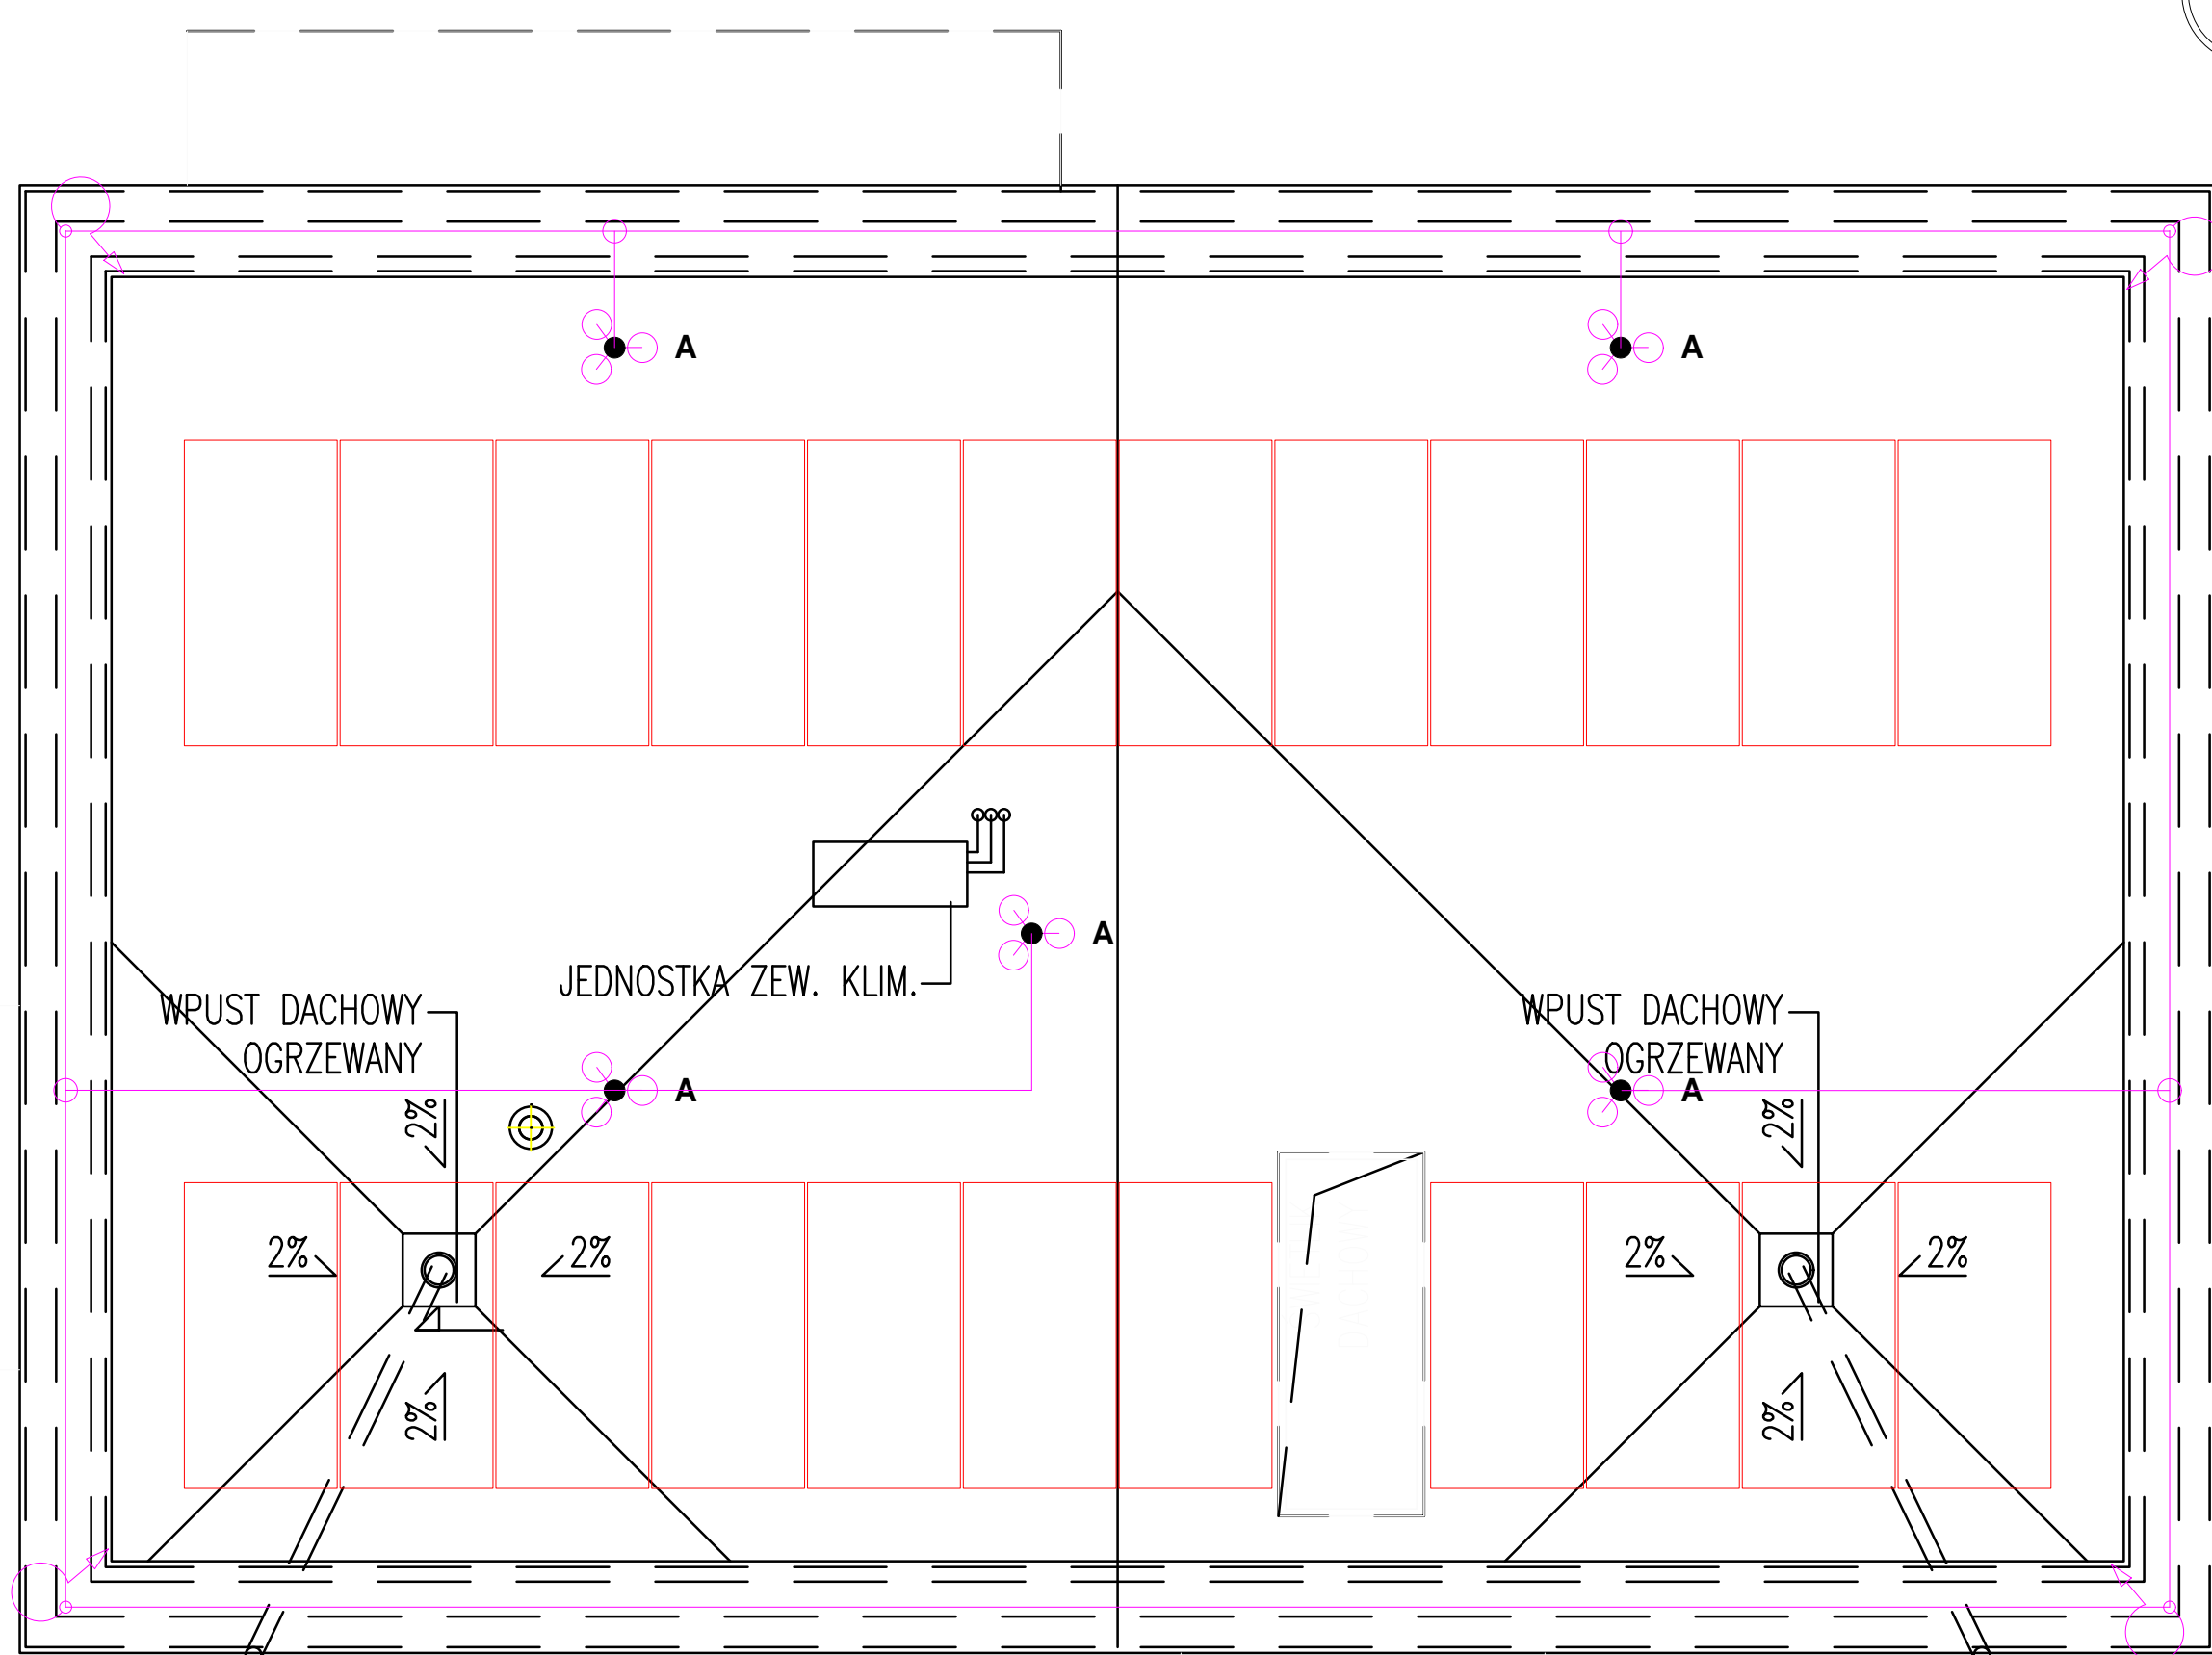 A
A
A
JEDNOSTKA ZEW. KLIM.
WPUST DACHOWY
OGRZEWANY
WPUST DACHOWY
OGRZEWANY
A
A
2%
2%
2%
2%
2%
2%
2%
2%